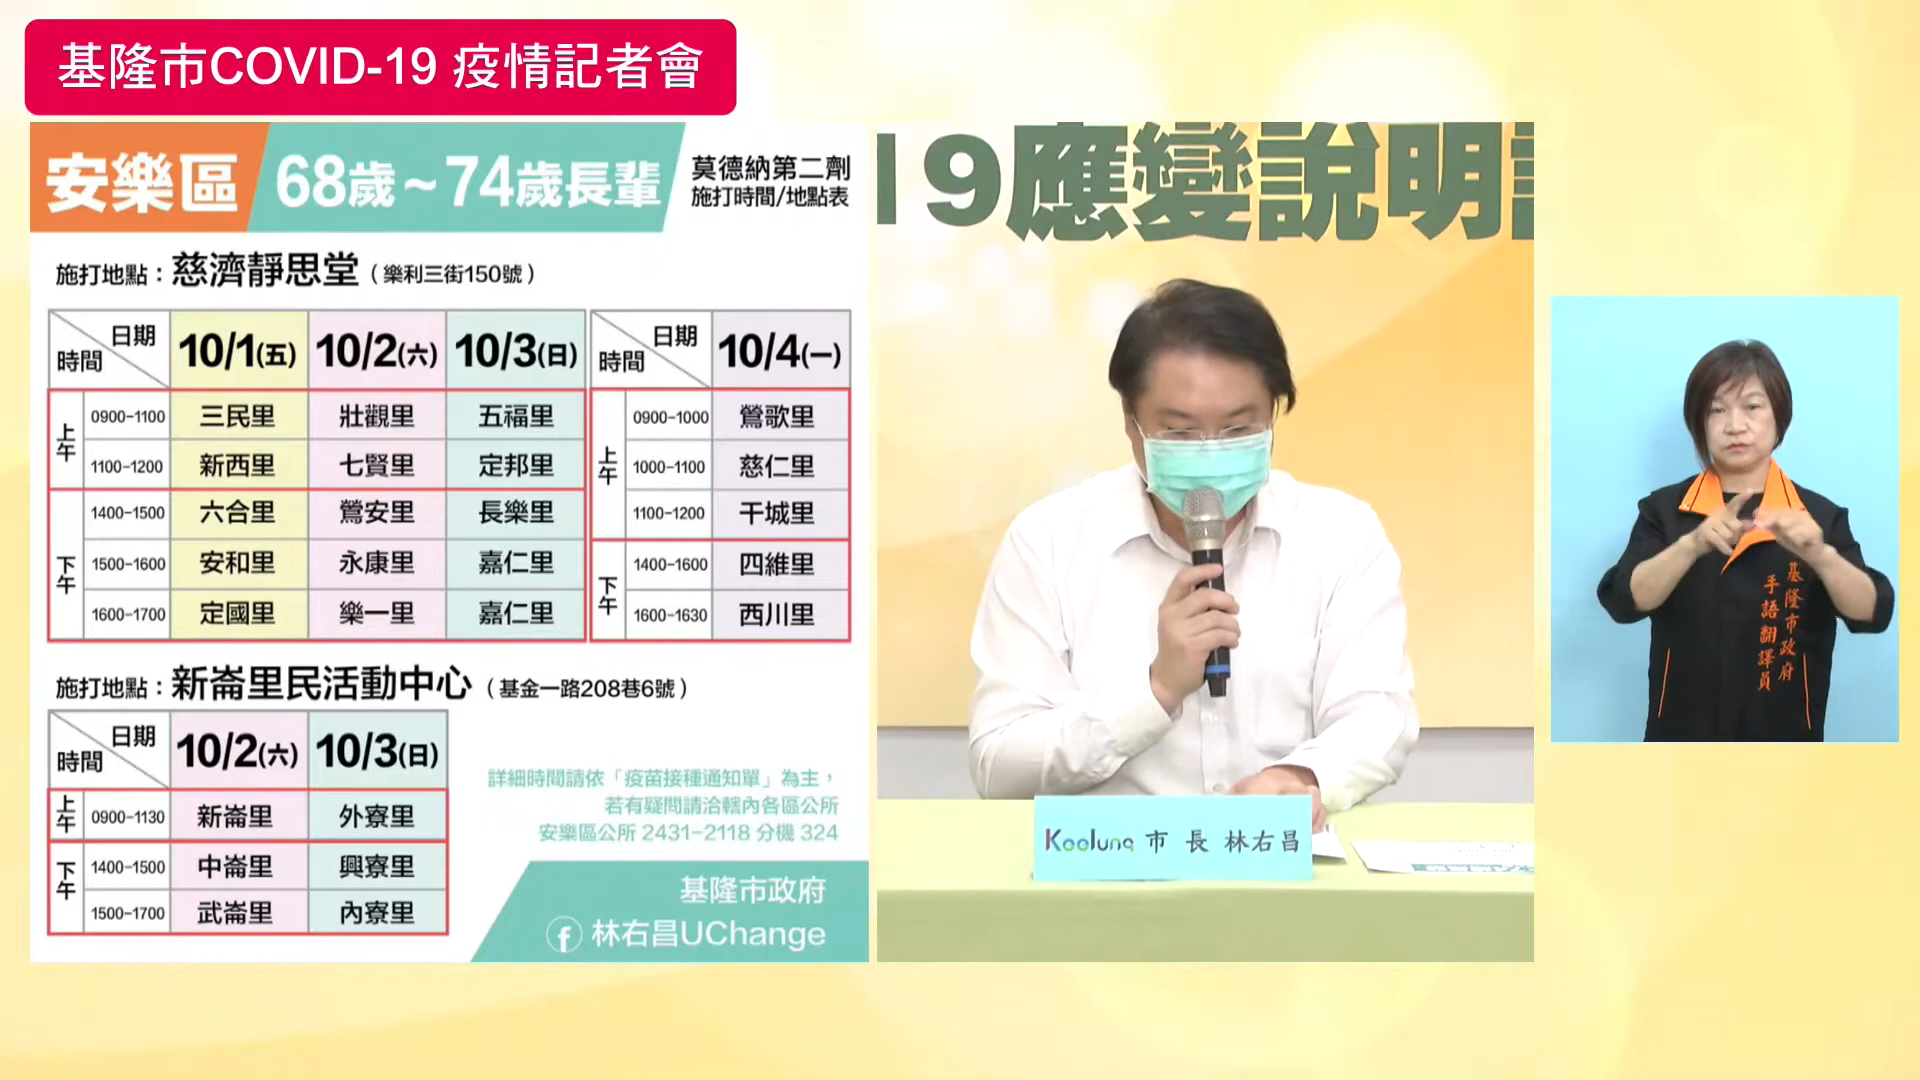 基隆市COVID-19 疫情記者會
安樂區 68歲~74歲長輩
莫德納第二劑
施打時間/地點表
施打地點：慈濟靜思堂（樂利三街150號）
日期 時間 10/1(五) 10/2(六) 10/3(日)
上午 0900-1100 三民里 壯觀里 五福里
1100-1200 新西里 七賢里 定邦里
下午 1400-1500 六合里 鶯安里 長樂里
1500-1600 安和里 永康里 嘉仁里
1600-1700 定國里 樂一里 嘉仁里
日期 時間 10/4(一)
上午 0900-1000 鶯歌里
1000-1100 慈仁里
1100-1200 干城里
下午 1400-1600 四維里
1600-1630 西川里
施打地點：新崙里民活動中心（基金一路208巷6號）
日期 時間 10/2(六) 10/3(日)
上午 0900-1130 新崙里 外寮里
下午 1400-1500 中崙里 興寮里
1500-1700 武崙里 內寮里
詳細時間請依「疫苗接種通知單」為主，
若有疑問請洽轄內各區公所
安樂區公所 2431-2118 分機 324
基隆市政府
林右昌UChange
19應變說明
Keelung 市長 林右昌
基隆市政府
手語翻譯員